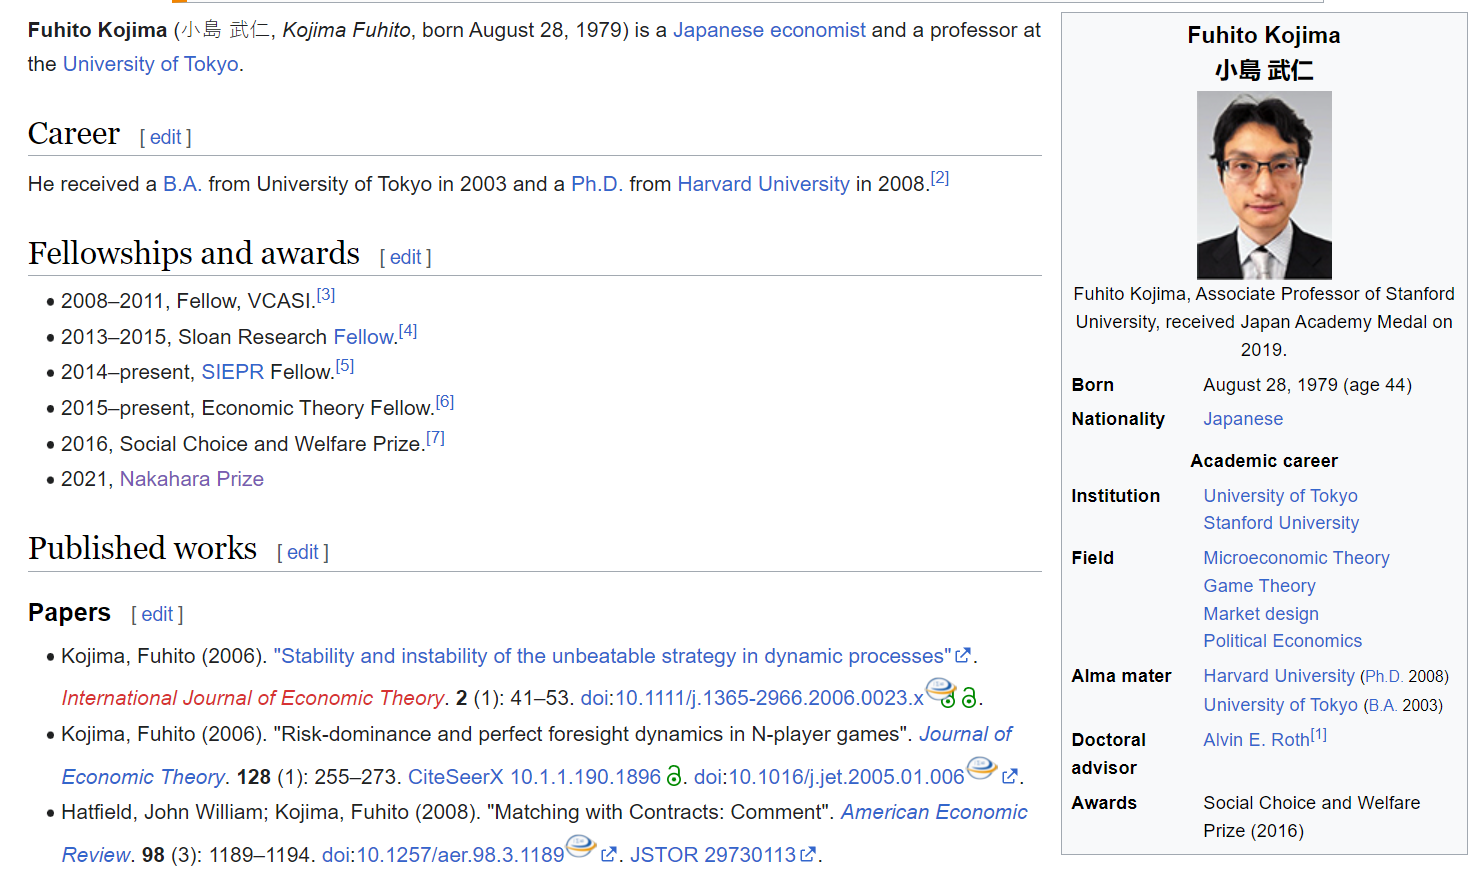 Fuhito Kojima (小島 武仁, Kojima Fuhito, born August 28, 1979) is a Japanese economist and a professor at
the University of Tokyo.
Career [ edit ]
He received a B.A. from University of Tokyo in 2003 and a Ph.D. from Harvard University in 2008.[2]
Fellowships and awards [ edit ]
• 2008–2011, Fellow, VCASI.[3]
• 2013–2015, Sloan Research Fellow.[4]
• 2014–present, SIEPR Fellow.[5]
• 2015–present, Economic Theory Fellow.[6]
• 2016, Social Choice and Welfare Prize.[7]
• 2021, Nakahara Prize
Published works [ edit ]
Papers [ edit ]
• Kojima, Fuhito (2006). "Stability and instability of the unbeatable strategy in dynamic processes".
International Journal of Economic Theory. 2 (1): 41–53. doi:10.1111/j.1365-2966.2006.0023.x.
• Kojima, Fuhito (2006). "Risk-dominance and perfect foresight dynamics in N-player games". Journal of
Economic Theory. 128 (1): 255–273. CiteSeerX 10.1.1.190.1896. doi:10.1016/j.jet.2005.01.006.
• Hatfield, John William; Kojima, Fuhito (2008). "Matching with Contracts: Comment". American Economic
Review. 98 (3): 1189–1194. doi:10.1257/aer.98.3.1189. JSTOR 29730113.
Fuhito Kojima
小島 武仁
Fuhito Kojima, Associate Professor of Stanford
University, received Japan Academy Medal on
2019.
Born August 28, 1979 (age 44)
Nationality Japanese
Academic career
Institution University of Tokyo
Stanford University
Field Microeconomic Theory
Game Theory
Market design
Political Economics
Alma mater Harvard University (Ph.D. 2008)
University of Tokyo (B.A. 2003)
Doctoral Alvin E. Roth[1]
advisor
Awards Social Choice and Welfare
Prize (2016)